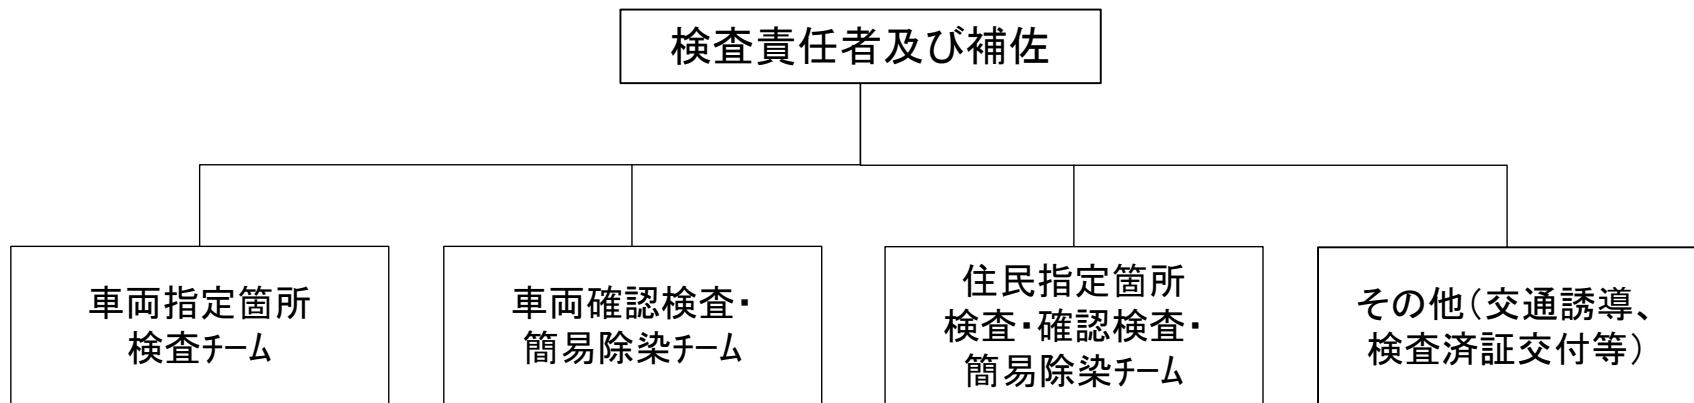 検査責任者及び補佐
車両指定箇所
検査チーム
車両確認検査・
簡易除染チーム
住民指定箇所
検査・確認検査・
簡易除染チーム
その他（交通誘導、
検査済証交付等）